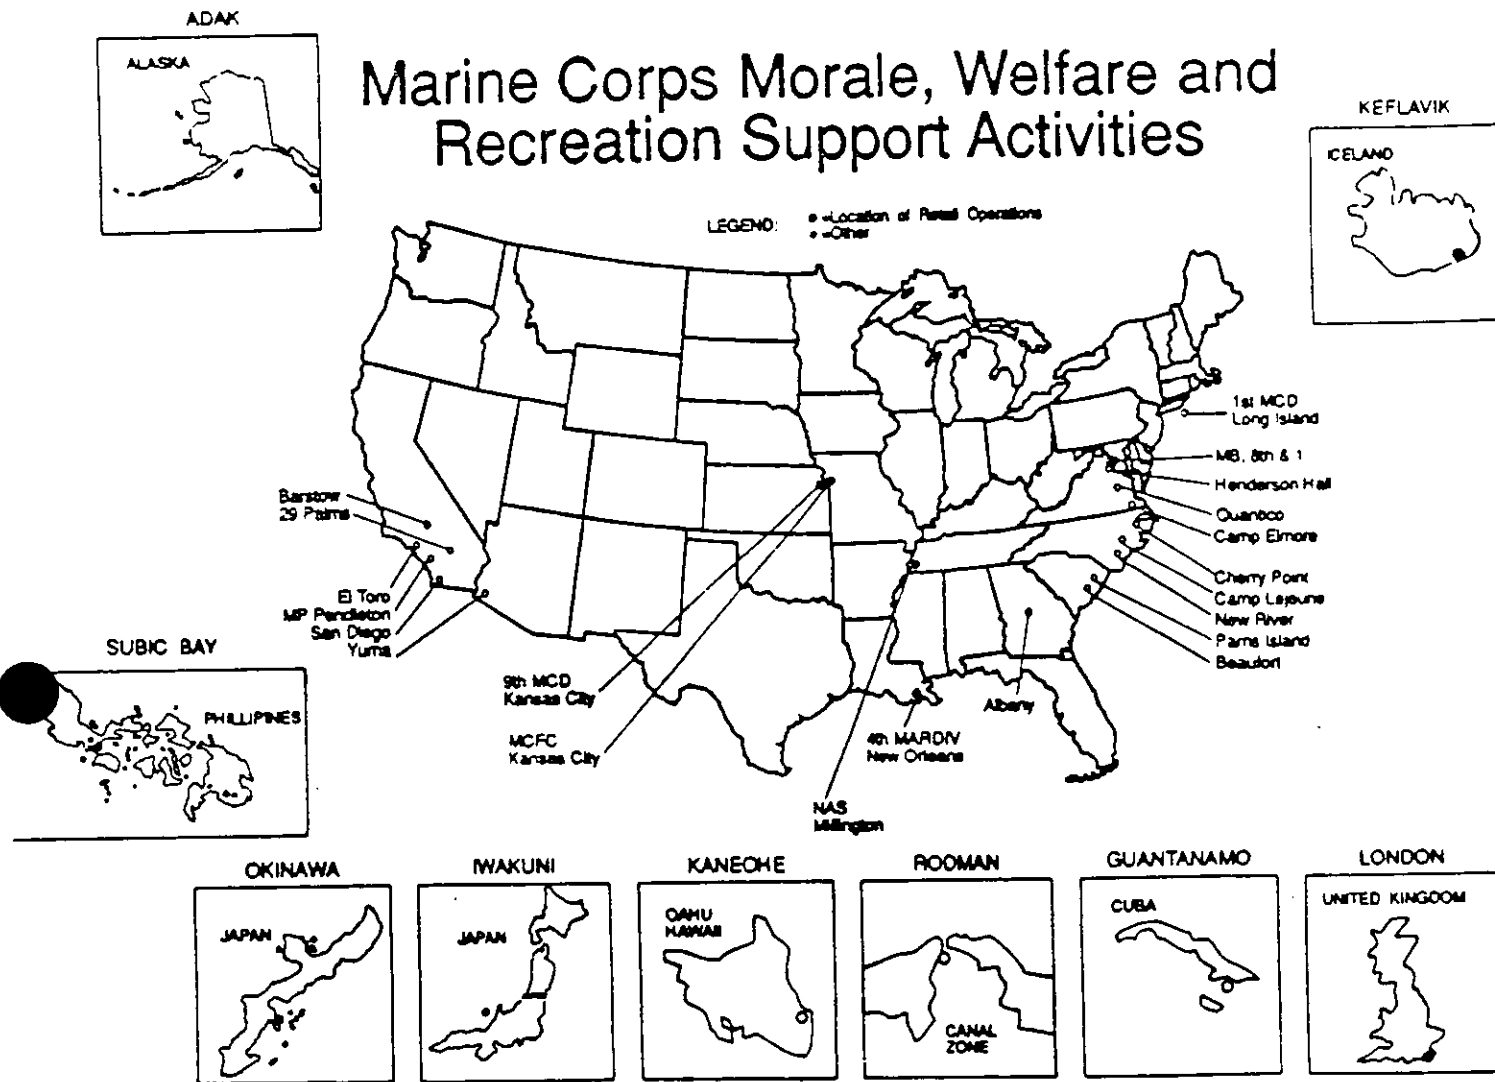 ADAK
ALASKA
Marine Corps Morale, Welfare and
Recreation Support Activities
KEFLAVIK
ICELAND
LEGEND:
=Location of Retail Operations
=Other
1st MCD
Long Island
MB, 8th & 1
Henderson Hall
Quantico
Camp Elmore
Cherry Point
Camp Lejeune
New River
Parris Island
Beaufort
Barstow
29 Palms
El Toro
MP Pendleton
San Diego
Yuma
SUBIC BAY
PHILLIPINES
9th MCD
Kansas City
MCFC
Kansas City
4th MARDIV
New Orleans
Albany
NAS
Millington
OKINAWA
JAPAN
IWAKUNI
JAPAN
KANEOHE
OAHU
HAWAII
ROOMAN
CANAL
ZONE
GUANTANAMO
CUBA
LONDON
UNITED KINGDOM